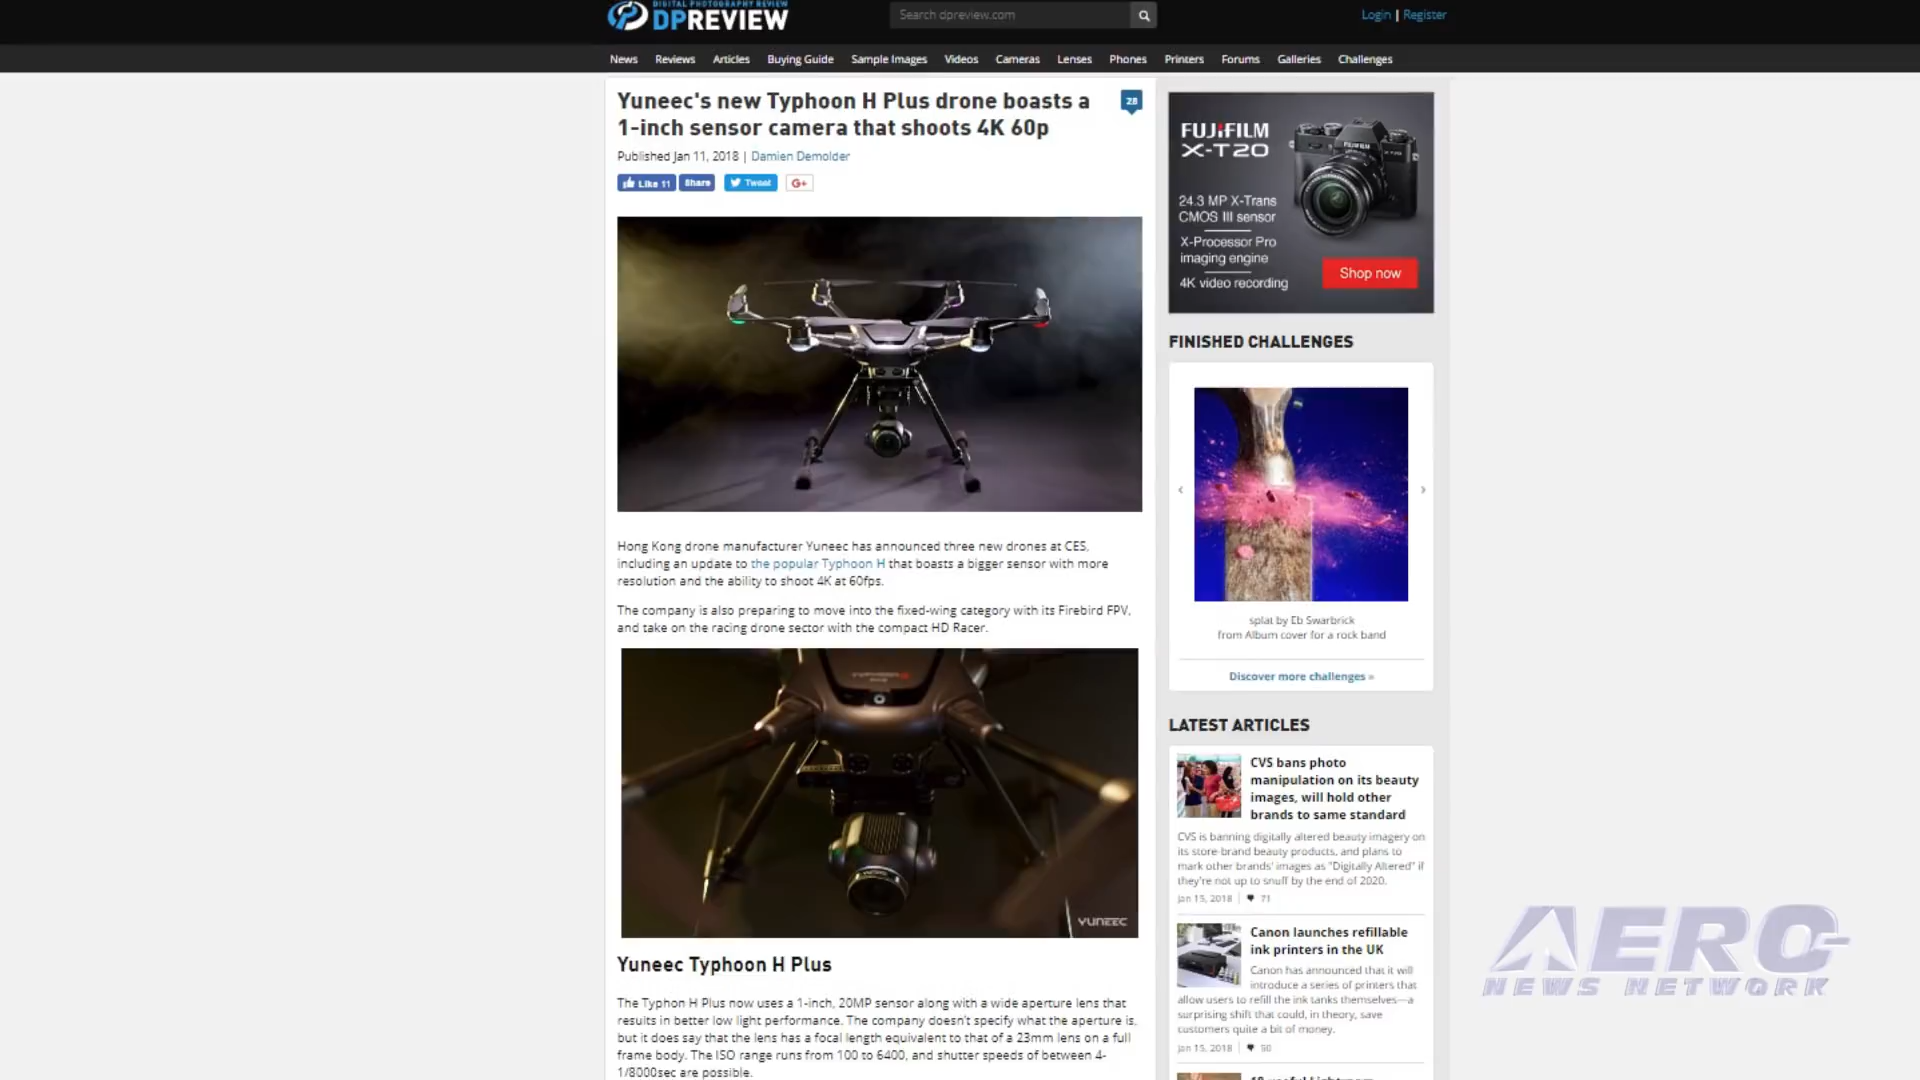 DIGITAL PHOTOGRAPHY REVIEW
DPREVIEW
Search dpreview.com
Login | Register
News Reviews Articles Buying Guide Sample Images Videos Cameras Lenses Phones Printers Forums Galleries Challenges
Yuneec's new Typhoon H Plus drone boasts a
1-inch sensor camera that shoots 4K 60p
28
Published Jan 11, 2018 | Damien Demolder
Like 11 Share Tweet G+
Hong Kong drone manufacturer Yuneec has announced three new drones at CES,
including an update to the popular Typhoon H that boasts a bigger sensor with more
resolution and the ability to shoot 4K at 60fps.
The company is also preparing to move into the fixed-wing category with its Firebird FPV,
and take on the racing drone sector with the compact HD Racer.
YUNEEC
Yuneec Typhoon H Plus
The Typhon H Plus now uses a 1-inch, 20MP sensor along with a wide aperture lens that
results in better low light performance. The company doesn't specify what the aperture is,
but it does say that the lens has a focal length equivalent to that of a 23mm lens on a full
frame body. The ISO range runs from 100 to 6400, and shutter speeds of between 4-
1/8000sec are possible.
FUJIFILM
X-T20
24.3 MP X-Trans
CMOS III sensor
X-Processor Pro
imaging engine
4K video recording
Shop now
FINISHED CHALLENGES
splat by Eb Swarbrick
from Album cover for a rock band
Discover more challenges »
LATEST ARTICLES
CVS bans photo
manipulation on its beauty
images, will hold other
brands to same standard
CVS is banning digitally altered beauty imagery on
its store-brand beauty products, and plans to
mark other brands' images as "Digitally Altered" if
they're not up to snuff by the end of 2020.
Jan 15, 2018 | 71
Canon launches refillable
ink printers in the UK
Canon has announced that it will
introduce a series of printers that
allow users to refill the ink tanks themselves—a
surprising shift that could, in theory, save
customers quite a bit of money.
Jan 15, 2018 | 50
AERO
NEWS NETWORK